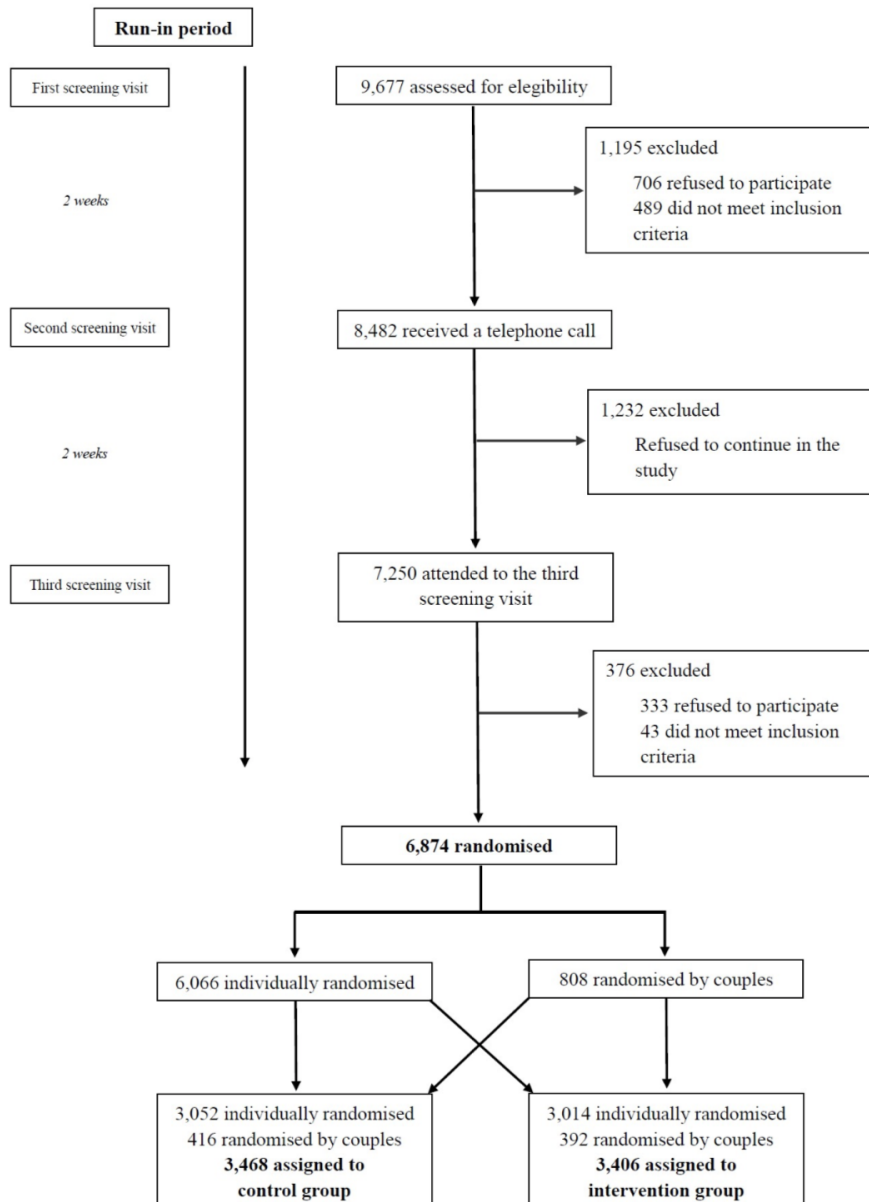 Run-in period
First screening visit
9,677 assessed for elegibility
1,195 excluded
706 refused to participate
489 did not meet inclusion
criteria
2 weeks
Second screening visit
8,482 received a telephone call
1,232 excluded
Refused to continue in the
study
2 weeks
Third screening visit
7,250 attended to the third
screening visit
376 excluded
333 refused to participate
43 did not meet inclusion
criteria
6,874 randomised
6,066 individually randomised
808 randomised by couples
3,052 individually randomised
416 randomised by couples
3,468 assigned to
control group
3,014 individually randomised
392 randomised by couples
3,406 assigned to
intervention group